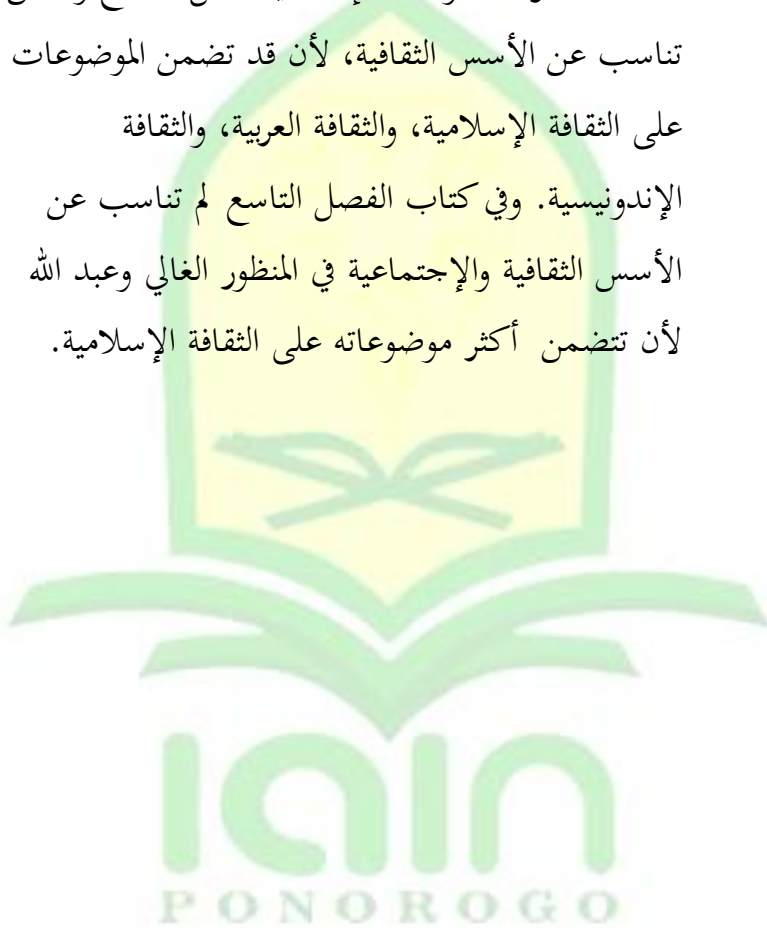 تناسب عن الأسس الثقافية، لأن قد تضمن الموضوعات
على الثقافة الإسلامية، والثقافة العربية، والثقافة
الإندونيسية. وفي كتاب الفصل التاسع لم تناسب عن
الأسس الثقافية والإجتماعية في المنظور الغالي وعبد الله
لأن تتضمن أكثر موضوعاته على الثقافة الإسلامية.
IAIN
PONOROGO